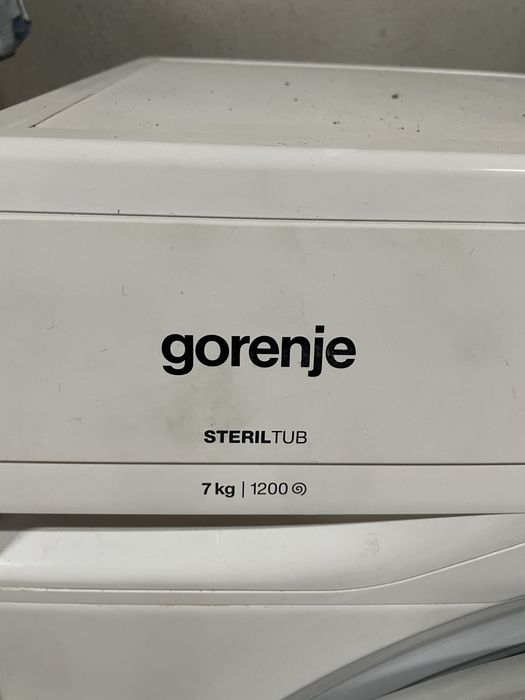 gorenje
STERILTUB
7 kg | 1200